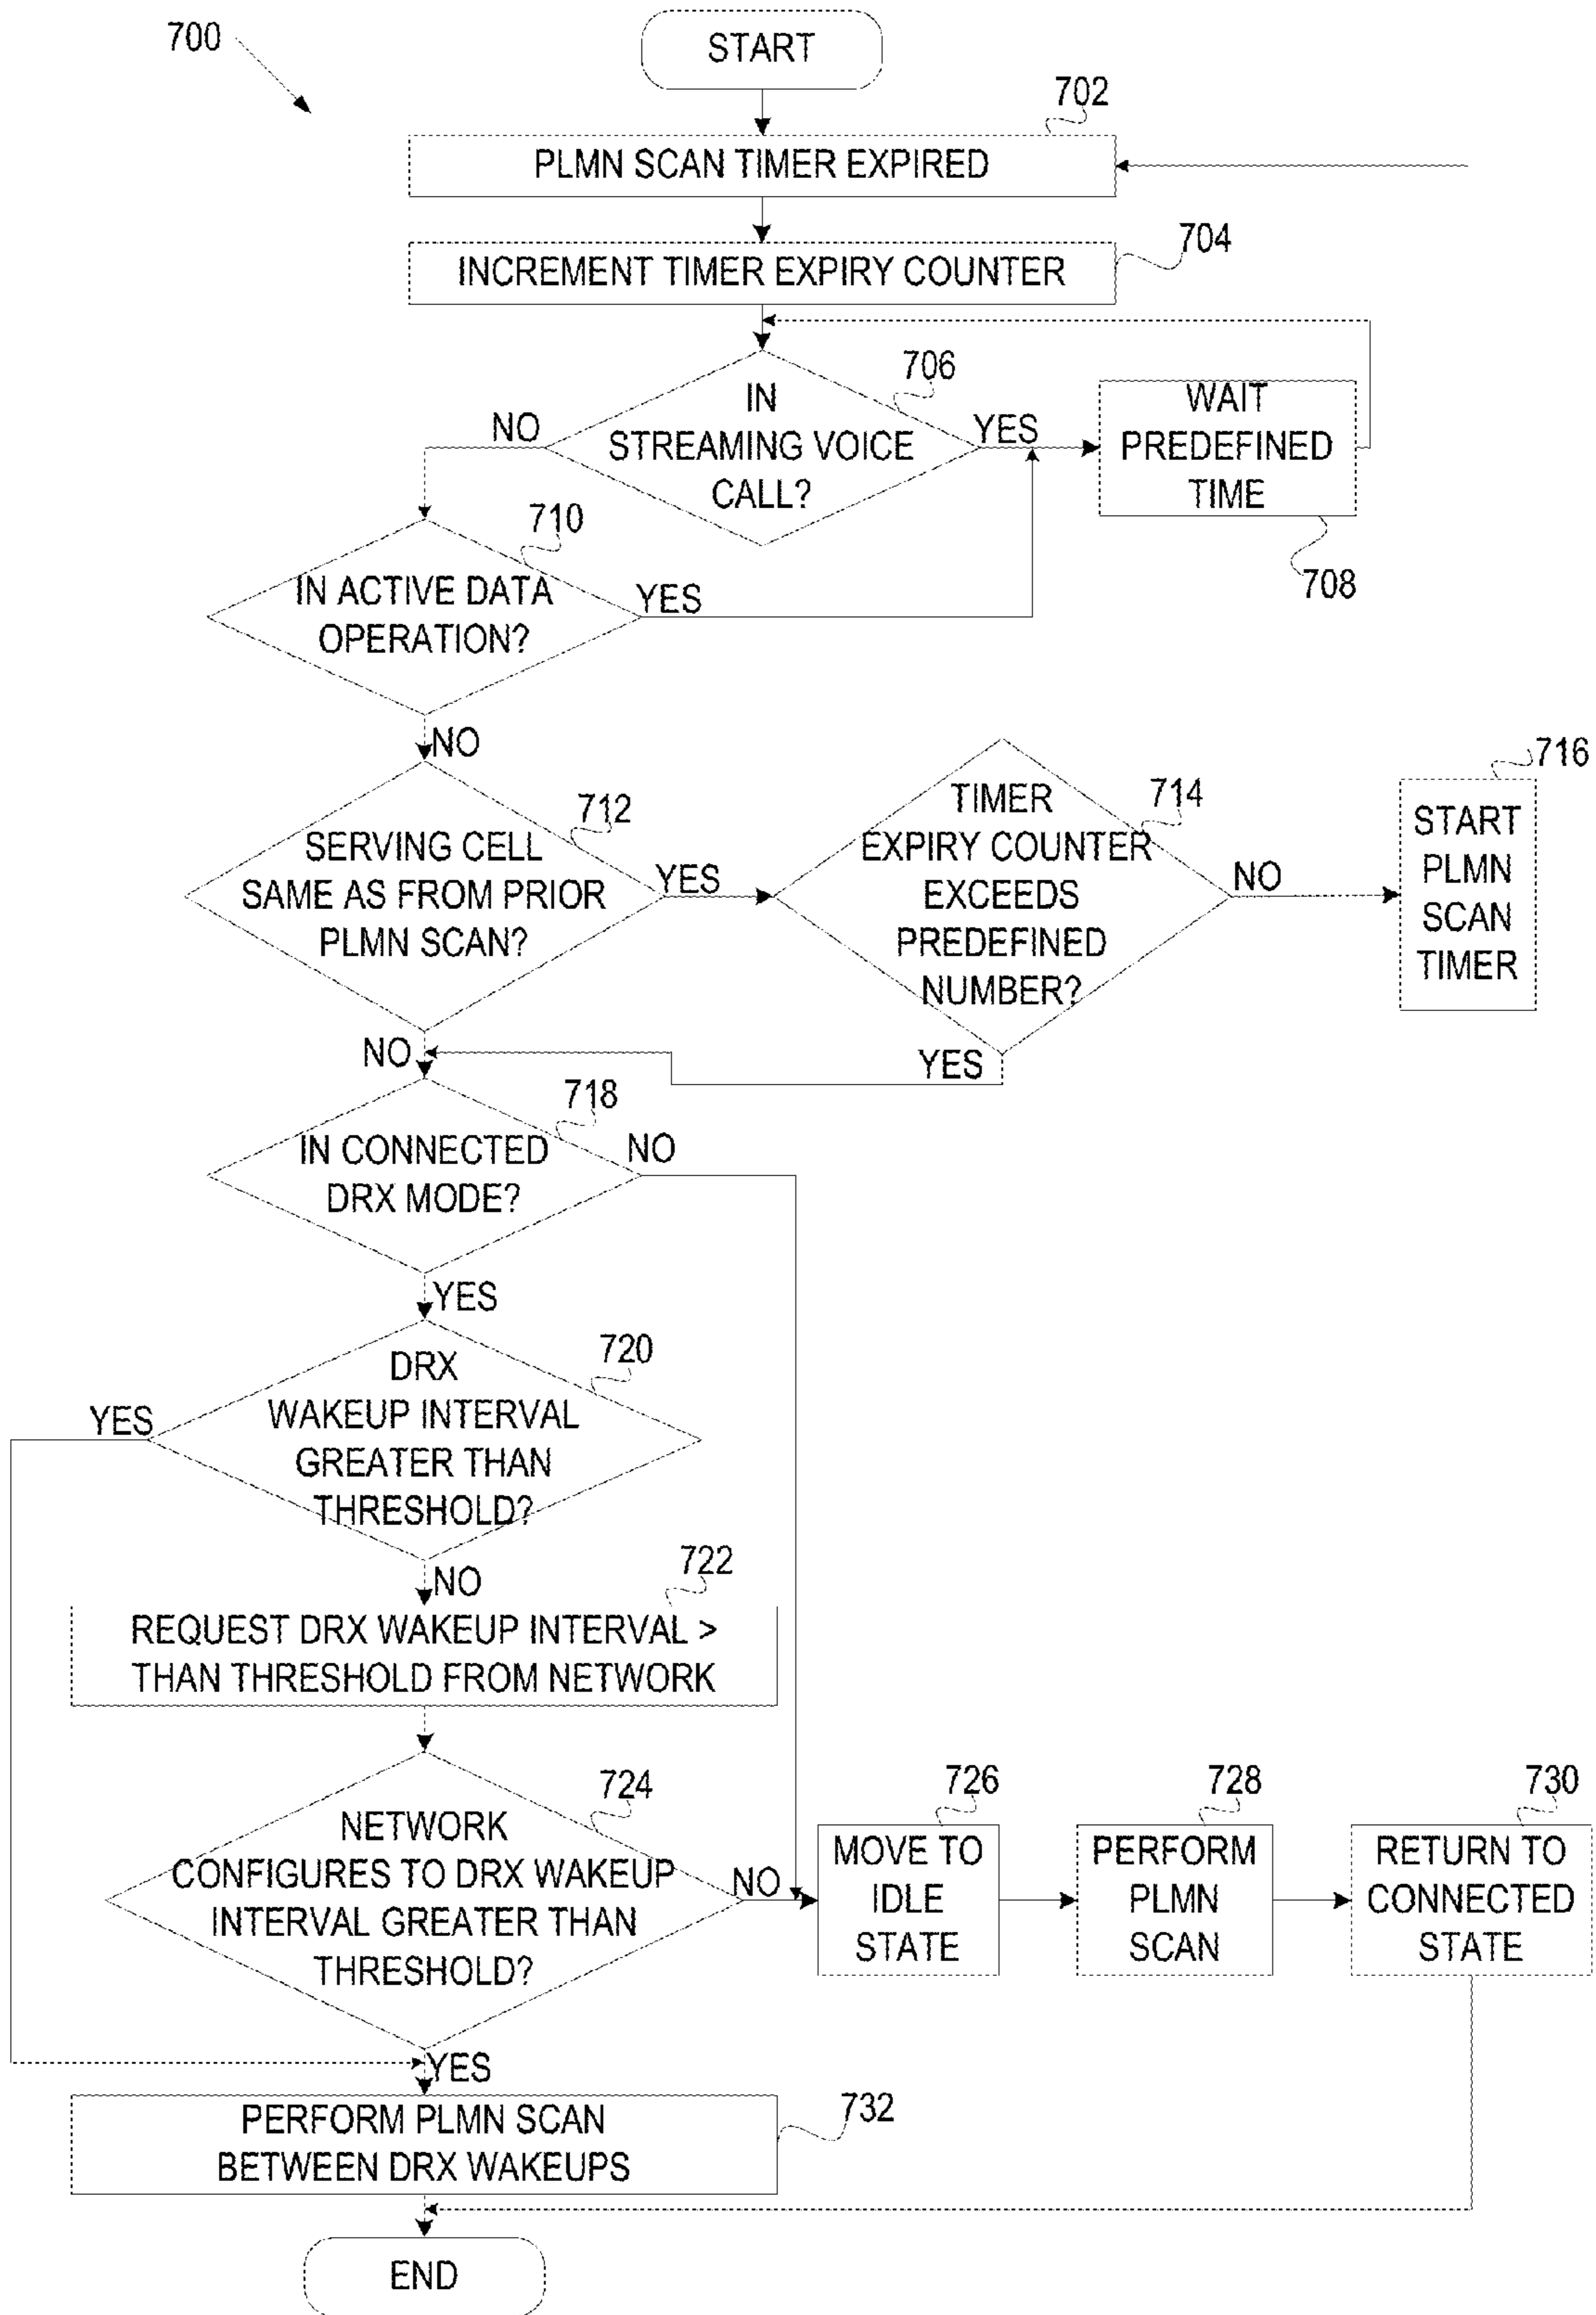 700
START
702
PLMN SCAN TIMER EXPIRED
704
INCREMENT TIMER EXPIRY COUNTER
706
IN
STREAMING VOICE
CALL?
NO
YES
WAIT
PREDEFINED
TIME
708
710
IN ACTIVE DATA
OPERATION?
YES
NO
712
SERVING CELL
SAME AS FROM PRIOR
PLMN SCAN?
YES
714
TIMER
EXPIRY COUNTER
EXCEEDS
PREDEFINED
NUMBER?
NO
716
START
PLMN
SCAN
TIMER
NO
YES
718
IN CONNECTED
DRX MODE?
NO
YES
720
DRX
WAKEUP INTERVAL
GREATER THAN
THRESHOLD?
YES
NO
722
REQUEST DRX WAKEUP INTERVAL >
THAN THRESHOLD FROM NETWORK
724
NETWORK
CONFIGURES TO DRX WAKEUP
INTERVAL GREATER THAN
THRESHOLD?
NO
726
MOVE TO
IDLE
STATE
728
PERFORM
PLMN
SCAN
730
RETURN TO
CONNECTED
STATE
YES
732
PERFORM PLMN SCAN
BETWEEN DRX WAKEUPS
END